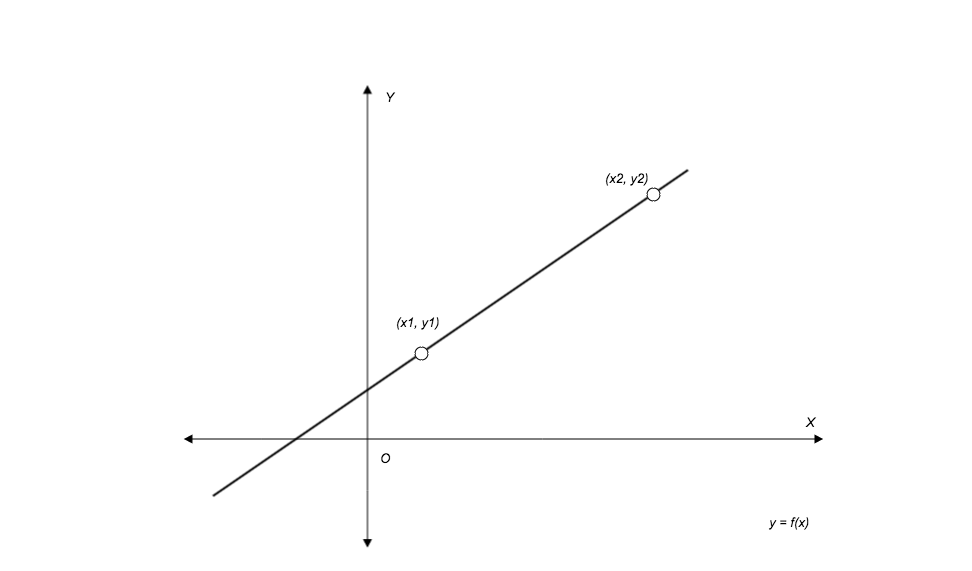 Y
(x2, y2)
(x1, y1)
X
O
y = f(x)